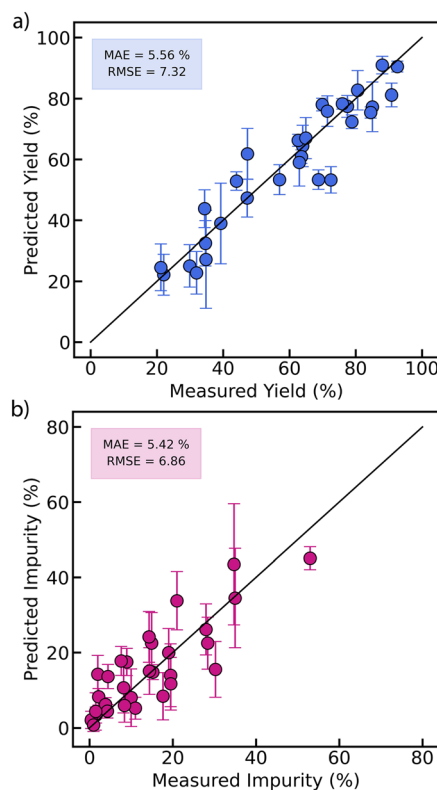 a)
MAE = 5.56 %
RMSE = 7.32
Predicted Yield (%)
100
80
60
40
20
0
0 20 40 60 80 100
Measured Yield (%)
b)
MAE = 5.42 %
RMSE = 6.86
Predicted Impurity (%)
80
60
40
20
0
0 20 40 60 80
Measured Impurity (%)